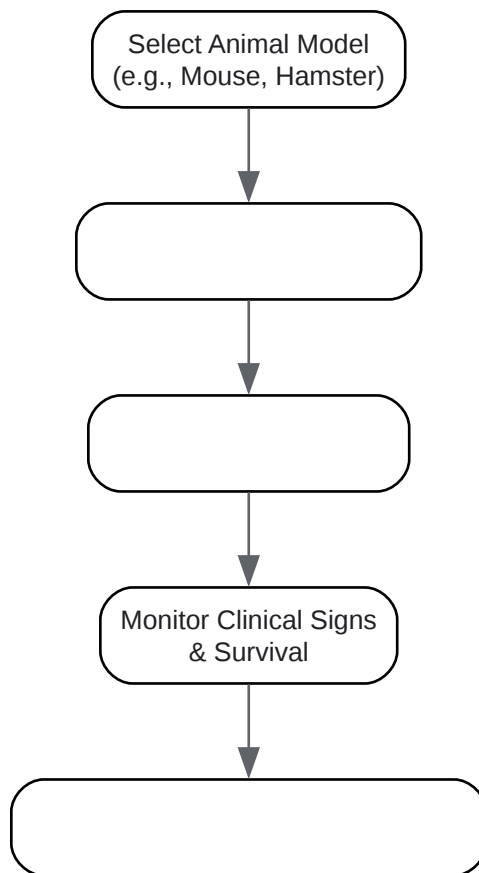 Select Animal Model
(e.g., Mouse, Hamster)
Monitor Clinical Signs
& Survival